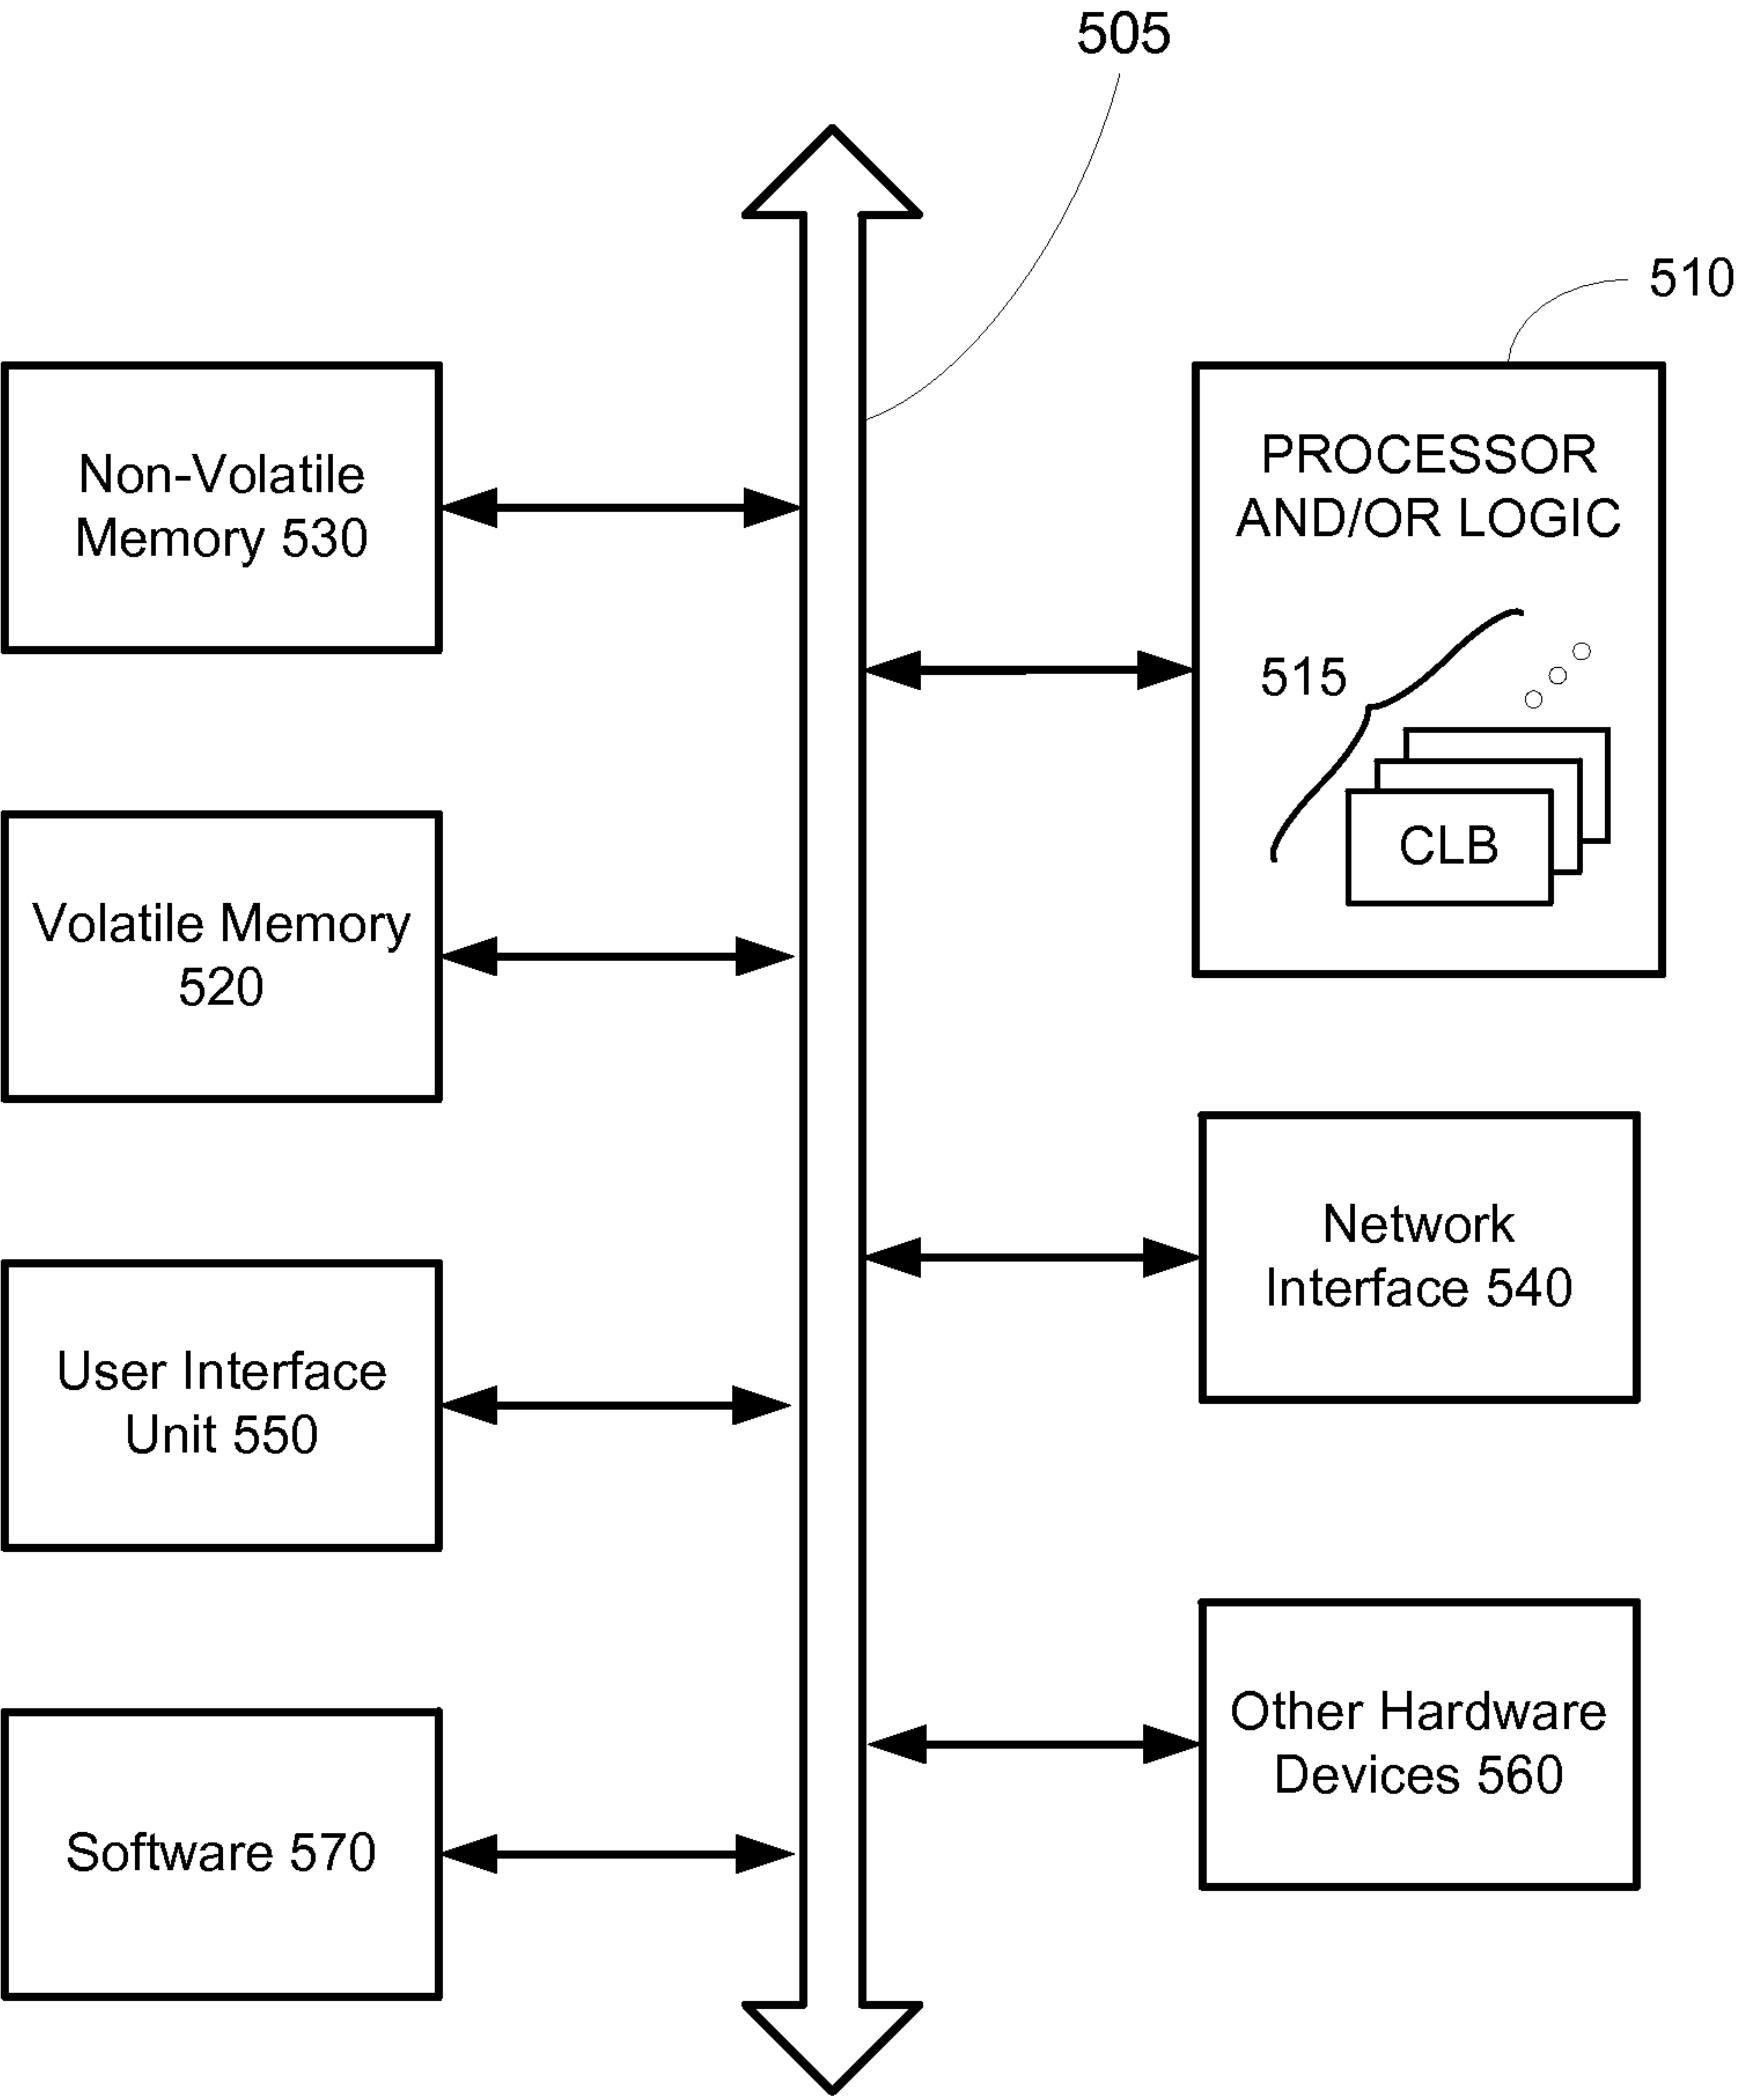 505
510
Non-Volatile
Memory 530
PROCESSOR
AND/OR LOGIC
515
CLB
Volatile Memory
520
Network
Interface 540
User Interface
Unit 550
Other Hardware
Devices 560
Software 570